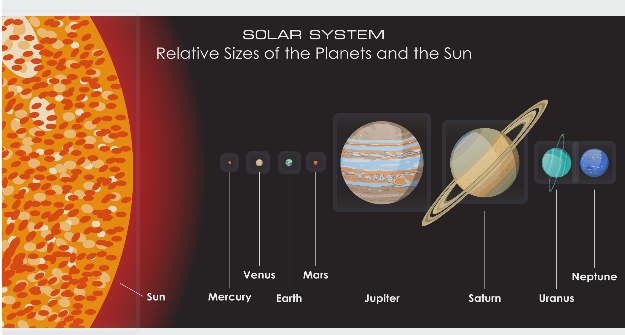 SOLAR SYSTEM
Relative Sizes of the Planets and the Sun
Sun
Mercury
Venus
Earth
Mars
Jupiter
Saturn
Uranus
Neptune